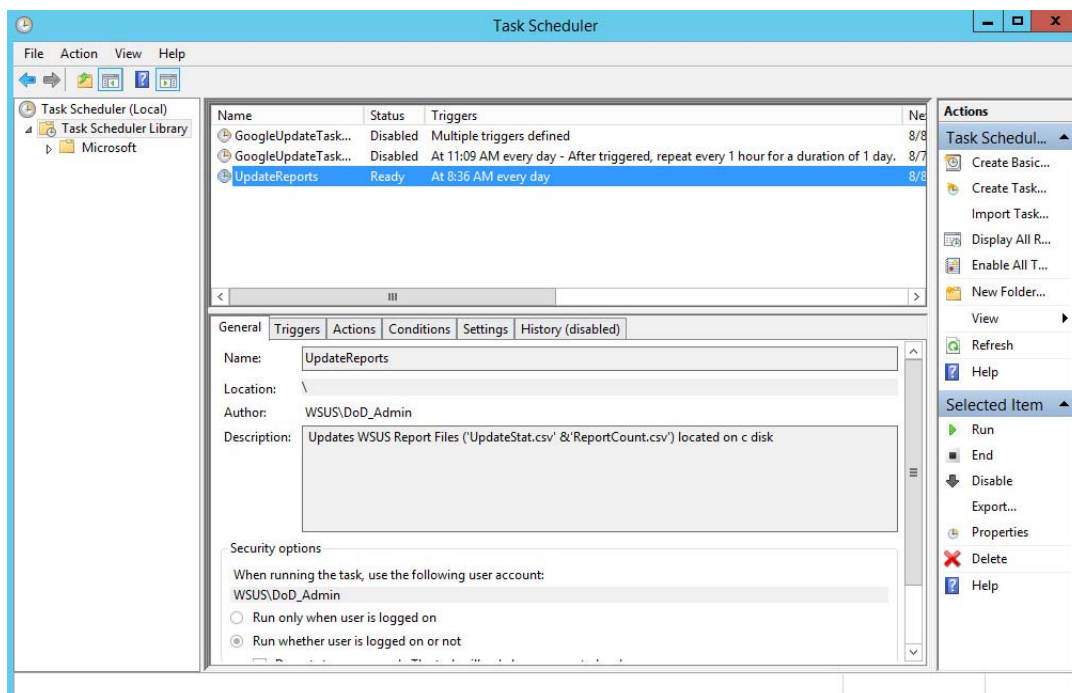 Task Scheduler
File Action View Help
Task Scheduler (Local)
Task Scheduler Library
Microsoft
Name Status Triggers Ne
GoogleUpdateTask... Disabled Multiple triggers defined 8/8
GoogleUpdateTask... Disabled At 11:09 AM every day - After triggered, repeat every 1 hour for a duration of 1 day. 8/7
UpdateReports Ready At 8:36 AM every day 8/8
General Triggers Actions Conditions Settings History (disabled)
Name: UpdateReports
Location: \
Author: WSUS\DoD_Admin
Description: Updates WSUS Report Files ('UpdateStat.csv' &'ReportCount.csv') located on c disk
Security options
When running the task, use the following user account:
WSUS\DoD_Admin
Run only when user is logged on
Run whether user is logged on or not
Actions
Task Schedul...
Create Basic...
Create Task...
Import Task...
Display All R...
Enable All T...
New Folder...
View
Refresh
Help
Selected Item
Run
End
Disable
Export...
Properties
Delete
Help